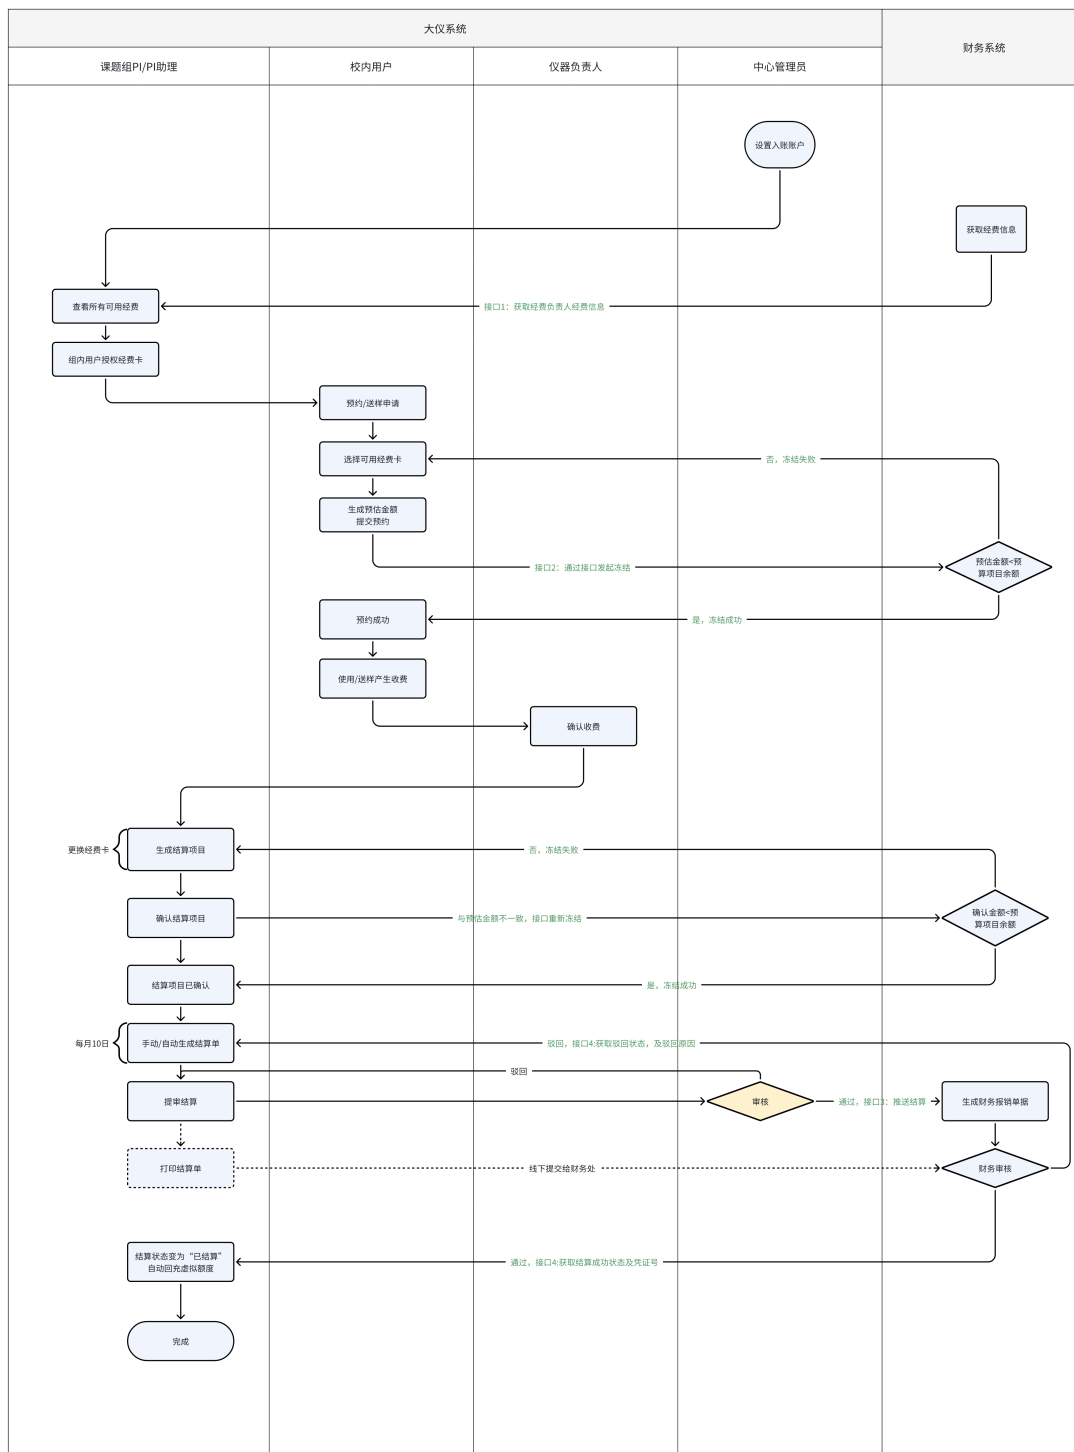 大仪系统
财务系统
课题组PI/PI助理
校内用户
仪器负责人
中心管理员
设置入账账户
获取经费信息
查看所有可用经费
接口1：获取经费负责人经费信息
组内用户授权经费卡
预约/送样申请
选择可用经费卡
否，冻结失败
生成预估金额
提交预约
接口2：通过接口发起冻结
预估金额<预
算项目余额
预约成功
是，冻结成功
使用/送样产生收费
确认收费
更换经费卡
生成结算项目
否，冻结失败
确认结算项目
与预估金额不一致，接口重新冻结
确认金额<预
算项目余额
结算项目已确认
是，冻结成功
每月10日
手动/自动生成结算单
驳回，接口4:获取驳回状态，及驳回原因
驳回
提审结算
审核
通过，接口3：推送结算
生成财务报销单据
打印结算单
线下提交给财务处
财务审核
结算状态变为“已结算”
自动回充虚拟额度
通过，接口4:获取结算成功状态及凭证号
完成